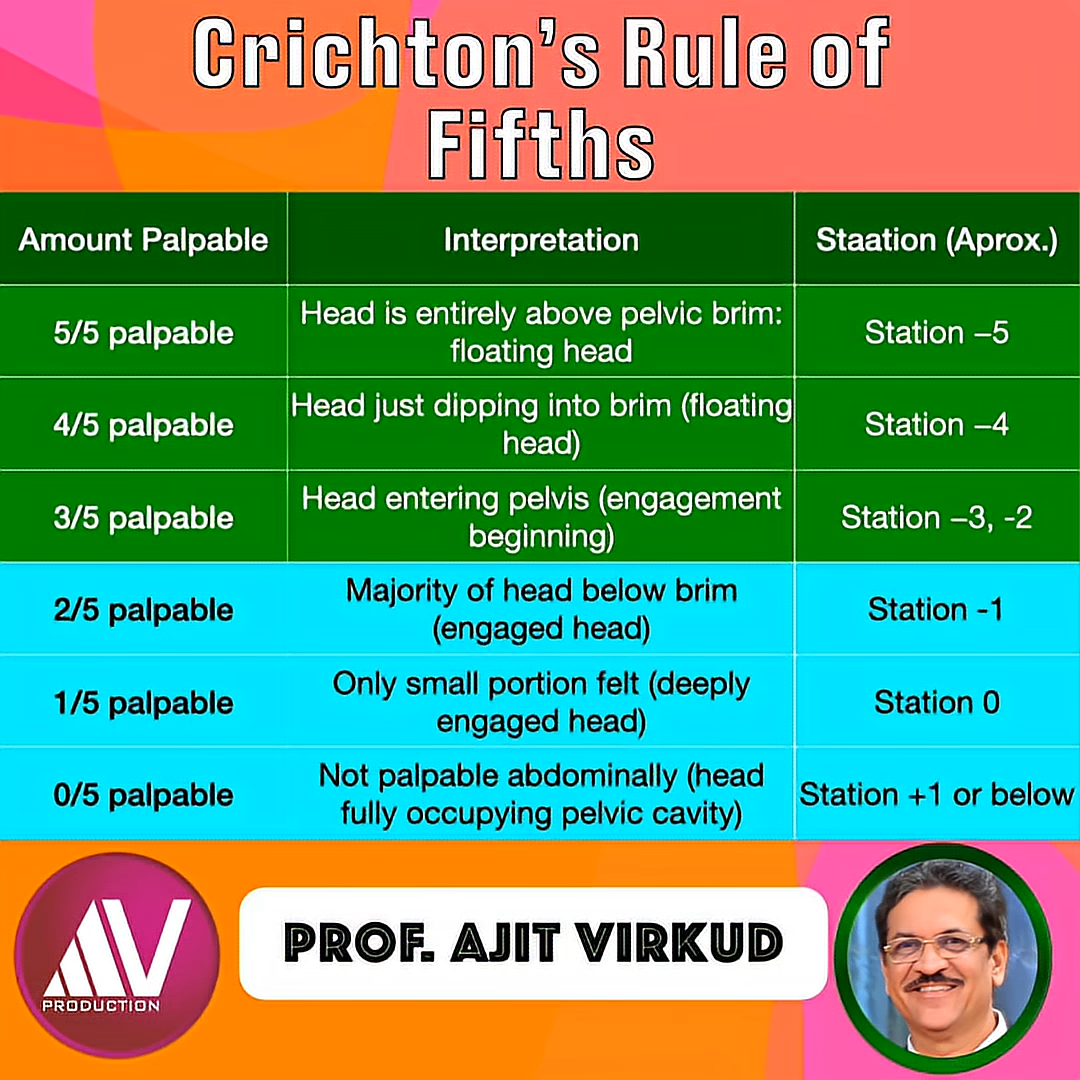 Crichton's Rule of
Fifths
Amount Palpable
Interpretation
Staation (Aprox.)
5/5 palpable
Head is entirely above pelvic brim:
floating head
Station –5
4/5 palpable
Head just dipping into brim (floating
head)
Station –4
3/5 palpable
Head entering pelvis (engagement
beginning)
Station –3, -2
2/5 palpable
Majority of head below brim
(engaged head)
Station -1
1/5 palpable
Only small portion felt (deeply
engaged head)
Station 0
0/5 palpable
Not palpable abdominally (head
fully occupying pelvic cavity)
Station +1 or below
AV
PRODUCTION
PROF. AJIT VIRKUD